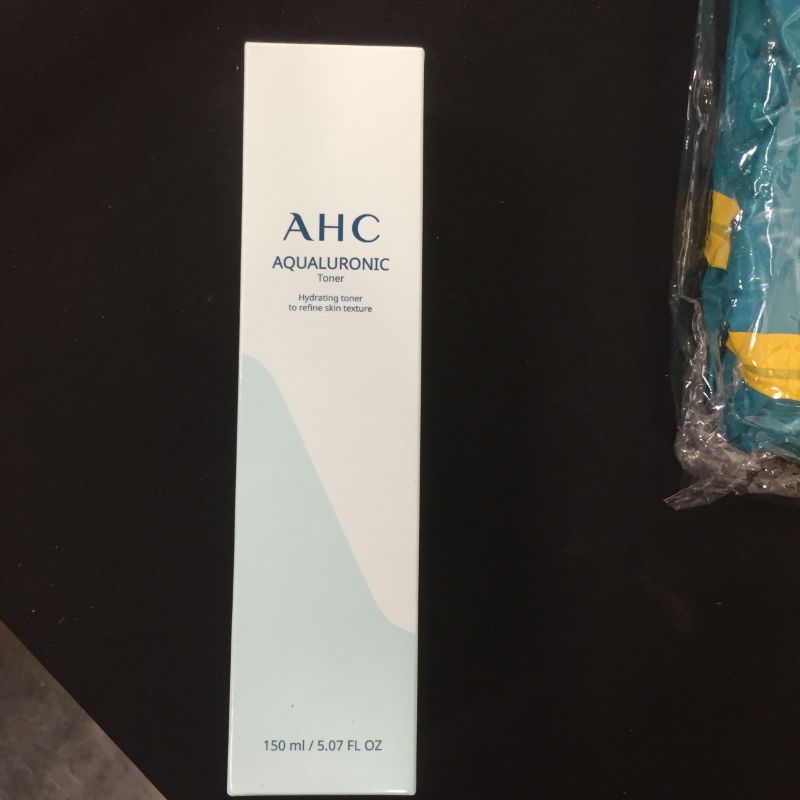 AHC
AQUALURONIC
Toner
Hydrating toner
to refine skin texture
150 ml / 5.07 FL OZ